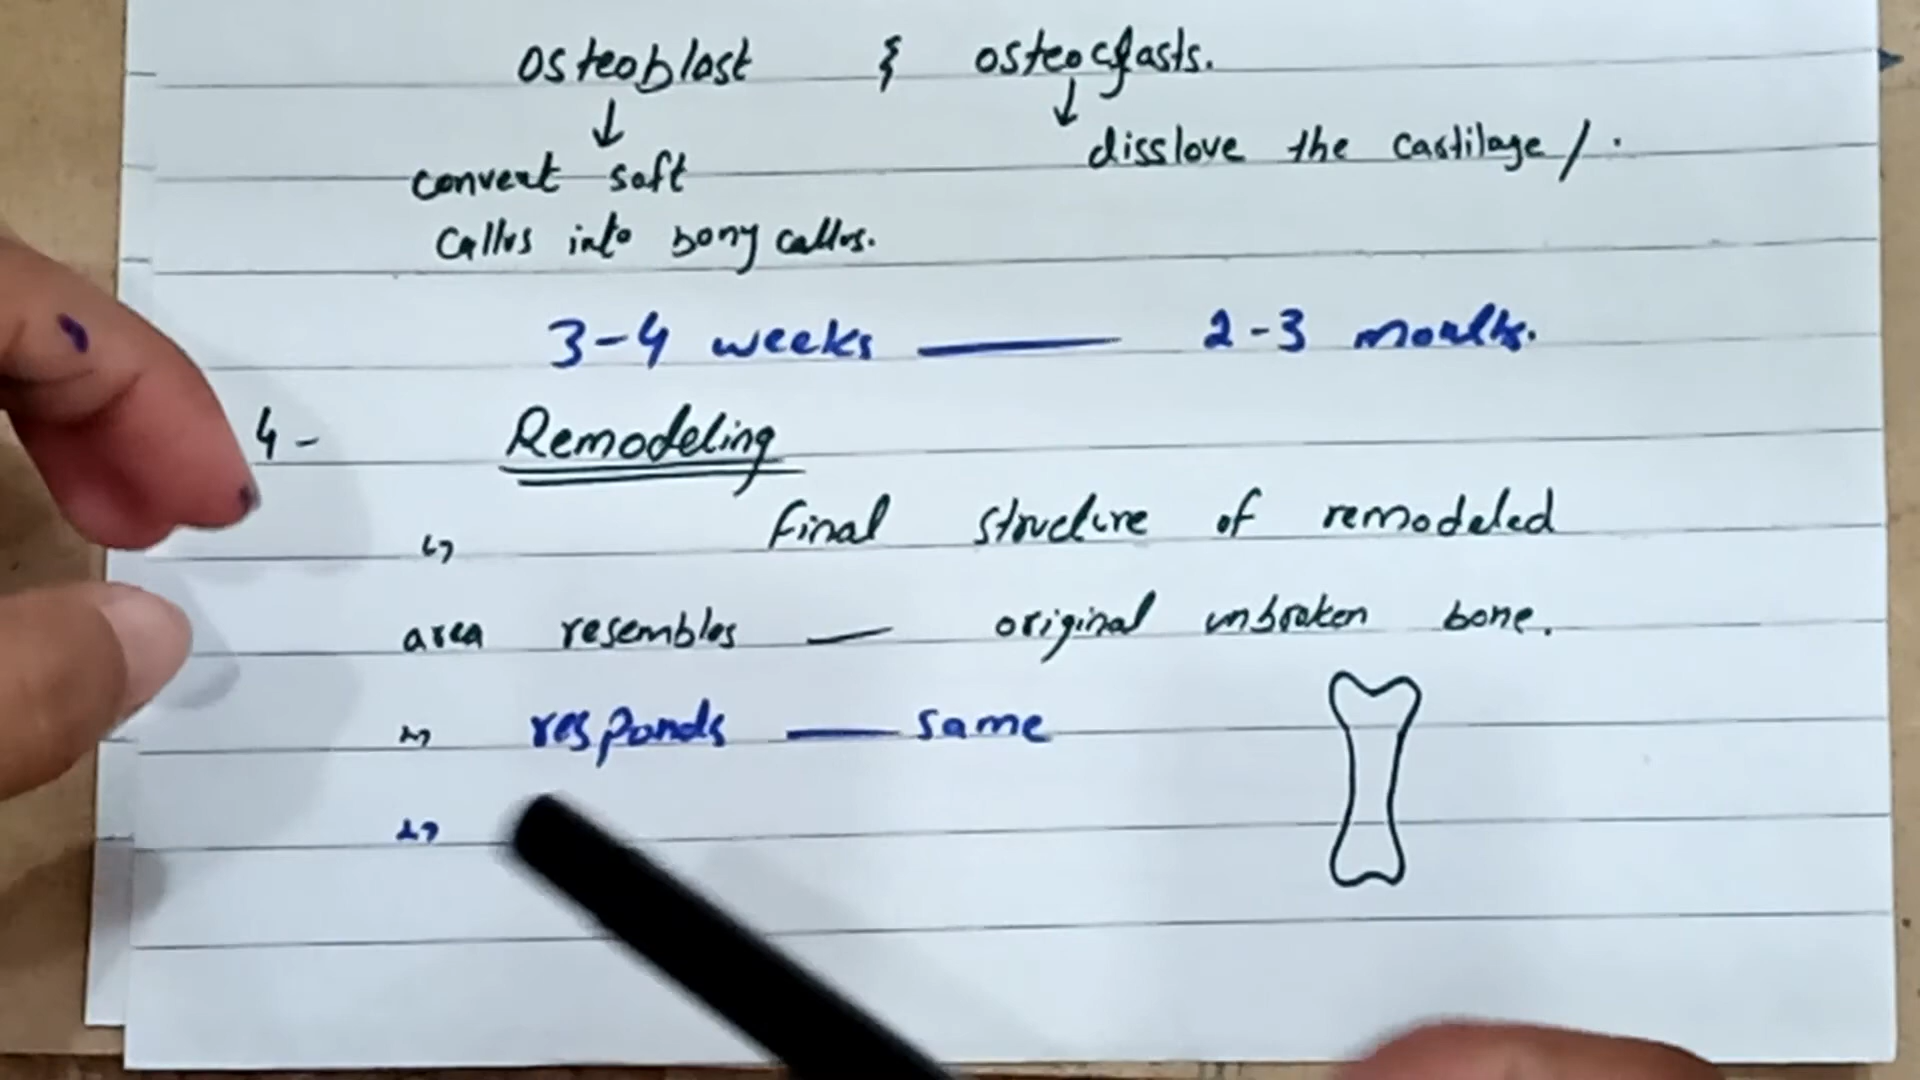 osteoblast & osteoclasts.
↓ ↓
convert soft disslove the castilage / .
callus into bony callus.
3-4 weeks — 2-3 months.
4- Remodeling
↳ Final structure of remodeled
area resembles — original unbroken bone.
responds — same